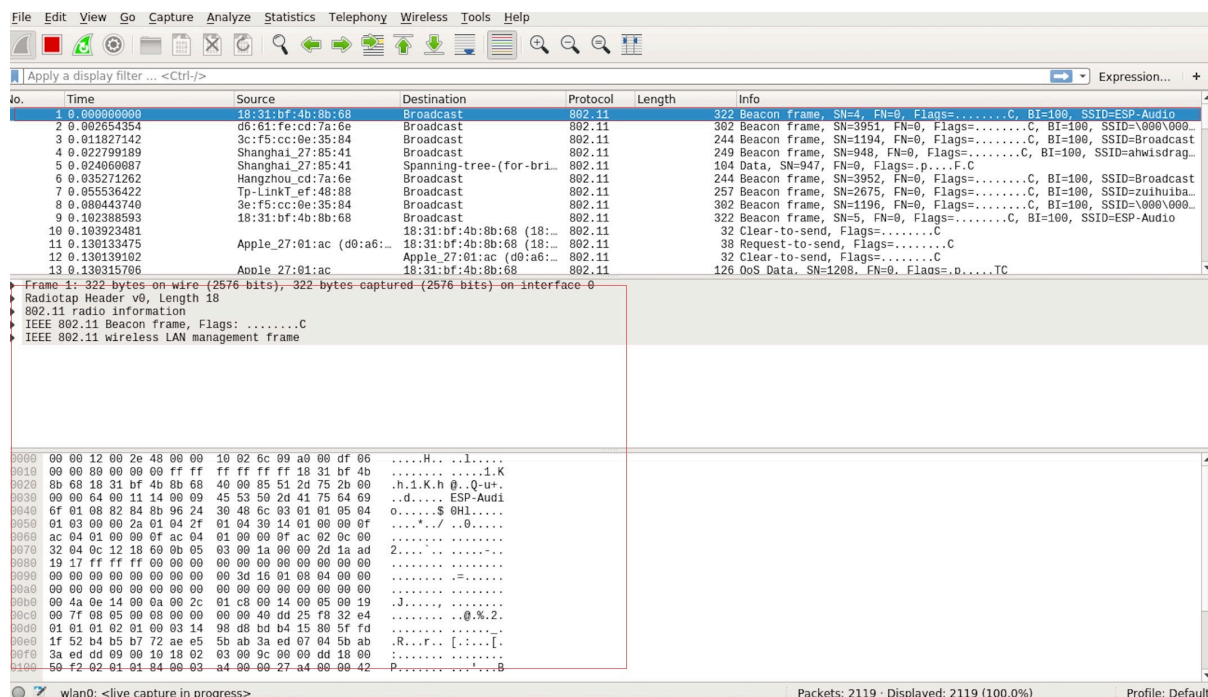 File Edit View Go Capture Analyze Statistics Telephony Wireless Tools Help
Apply a display filter ... <Ctrl-/> Expression... +
No. Time Source Destination Protocol Length Info
1 0.000000000 18:31:bf:4b:8b:68 Broadcast 802.11 322 Beacon frame, SN=4, FN=0, Flags=........C, BI=100, SSID=ESP-Audio
2 0.002654354 d6:61:fe:cd:7a:6e Broadcast 802.11 302 Beacon frame, SN=3951, FN=0, Flags=........C, BI=100, SSID=\000\000…
3 0.011827142 3c:f5:cc:0e:35:84 Broadcast 802.11 244 Beacon frame, SN=1194, FN=0, Flags=........C, BI=100, SSID=Broadcast
4 0.022799189 Shanghai_27:85:41 Broadcast 802.11 249 Beacon frame, SN=948, FN=0, Flags=........C, BI=100, SSID=ahwisdrag…
5 0.024060087 Shanghai_27:85:41 Spanning-tree-(for-bri… 802.11 104 Data, SN=947, FN=0, Flags=.p....F.C
6 0.035271262 Hangzhou_cd:7a:6e Broadcast 802.11 244 Beacon frame, SN=3952, FN=0, Flags=........C, BI=100, SSID=Broadcast
7 0.055536422 Tp-LinkT_ef:48:88 Broadcast 802.11 257 Beacon frame, SN=2675, FN=0, Flags=........C, BI=100, SSID=zuihuiba…
8 0.080443740 3e:f5:cc:0e:35:84 Broadcast 802.11 302 Beacon frame, SN=1196, FN=0, Flags=........C, BI=100, SSID=\000\000…
9 0.102388593 18:31:bf:4b:8b:68 Broadcast 802.11 322 Beacon frame, SN=5, FN=0, Flags=........C, BI=100, SSID=ESP-Audio
10 0.103923481 18:31:bf:4b:8b:68 (18:… 802.11 32 Clear-to-send, Flags=........C
11 0.130133475 Apple_27:01:ac (d0:a6:… 18:31:bf:4b:8b:68 (18:… 802.11 38 Request-to-send, Flags=........C
12 0.130139102 Apple_27:01:ac (d0:a6:… 802.11 32 Clear-to-send, Flags=........C
13 0.130315706 Apple_27:01:ac 18:31:bf:4b:8b:68 802.11 126 QoS Data, SN=1208, FN=0, Flags=.p.....TC
Frame 1: 322 bytes on wire (2576 bits), 322 bytes captured (2576 bits) on interface 0
Radiotap Header v0, Length 18
802.11 radio information
IEEE 802.11 Beacon frame, Flags: ........C
IEEE 802.11 wireless LAN management frame
0000 00 00 12 00 2e 48 00 00 10 02 6c 09 a0 00 df 06 .....H.. ..l.....
0010 00 00 80 00 00 00 ff ff ff ff ff ff 18 31 bf 4b ........ .....1.K
0020 8b 68 18 31 bf 4b 8b 68 40 00 85 51 2d 75 2b 00 .h.1.K.h @..Q-u+.
0030 00 00 64 00 11 14 00 09 45 53 50 2d 41 75 64 69 ..d..... ESP-Audi
0040 6f 01 08 82 84 8b 96 24 30 48 6c 03 01 01 05 04 o......$ 0Hl.....
0050 01 03 00 00 2a 01 04 2f 01 04 30 14 01 00 00 0f ....*../ ..0.....
0060 ac 04 01 00 00 0f ac 04 01 00 00 0f ac 02 0c 00 ........ ........
0070 32 04 0c 12 18 60 0b 05 03 00 1a 00 00 2d 1a ad 2....`.. .....-..
0080 19 17 ff ff ff 00 00 00 00 00 00 00 00 00 00 00 ........ ........
0090 00 00 00 00 00 00 00 00 00 3d 16 01 08 04 00 00 ........ .=......
00a0 00 00 00 00 00 00 00 00 00 00 00 00 00 00 00 00 ........ ........
00b0 00 4a 0e 14 00 0a 00 2c 01 c8 00 14 00 05 00 19 .J....., ........
00c0 00 7f 08 05 00 08 00 00 00 00 40 dd 25 f8 32 e4 ........ ..@.%.2.
00d0 01 01 01 02 01 00 03 14 98 d8 bd b4 15 80 5f fd ........ ......_.
00e0 1f 52 b4 b5 b7 72 ae e5 5b ab 3a ed 07 04 5b ab .R...r.. [.:...[.
00f0 3a ed dd 09 00 10 18 02 03 00 9c 00 00 dd 18 00 :....... ........
0100 50 f2 02 01 01 84 00 03 a4 00 00 27 a4 00 00 42 P....... ...'...B
wlan0: <live capture in progress> Packets: 2119 · Displayed: 2119 (100.0%) Profile: Default